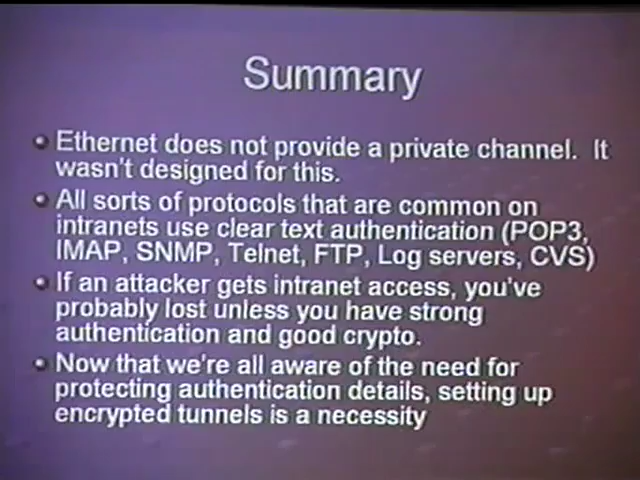 Summary
Ethernet does not provide a private channel. It
wasn't designed for this.
All sorts of protocols that are common on
intranets use clear text authentication (POP3,
IMAP, SNMP, Telnet, FTP, Log servers, CVS)
If an attacker gets intranet access, you've
probably lost unless you have strong
authentication and good crypto.
Now that we're all aware of the need for
protecting authentication details, setting up
encrypted tunnels is a necessity